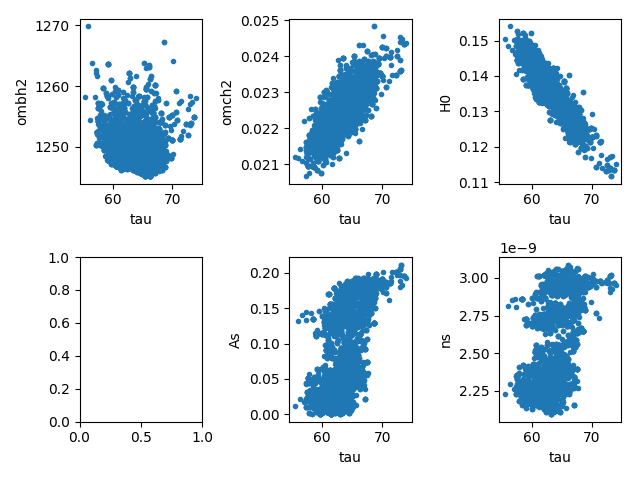 1270
1260
1250
ombh2
60 70
tau
0.025
0.024
0.023
0.022
0.021
omch2
60 70
tau
0.15
0.14
0.13
0.12
0.11
H0
60 70
tau
1.0
0.8
0.6
0.4
0.2
0.0
0.0 0.5 1.0
0.20
0.15
0.10
0.05
0.00
As
60 70
tau
1e−9
3.00
2.75
2.50
2.25
ns
60 70
tau